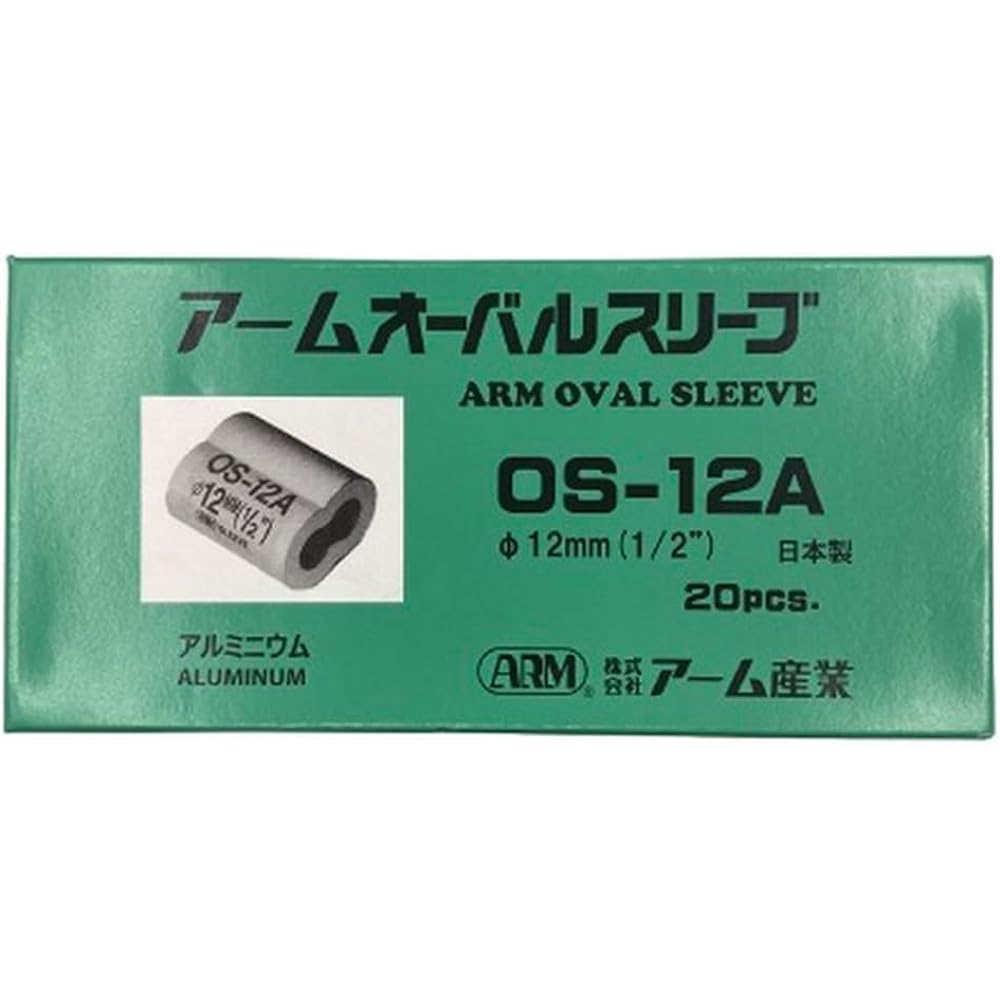 アームオーバルスリーブ
ARM OVAL SLEEVE
OS-12A
φ12mm(1/2")
日本製
20pcs.
OS-12A
φ12MM(1/2")
アルミニウム
ALUMINUM
ARM® 株式会社 アーム産業